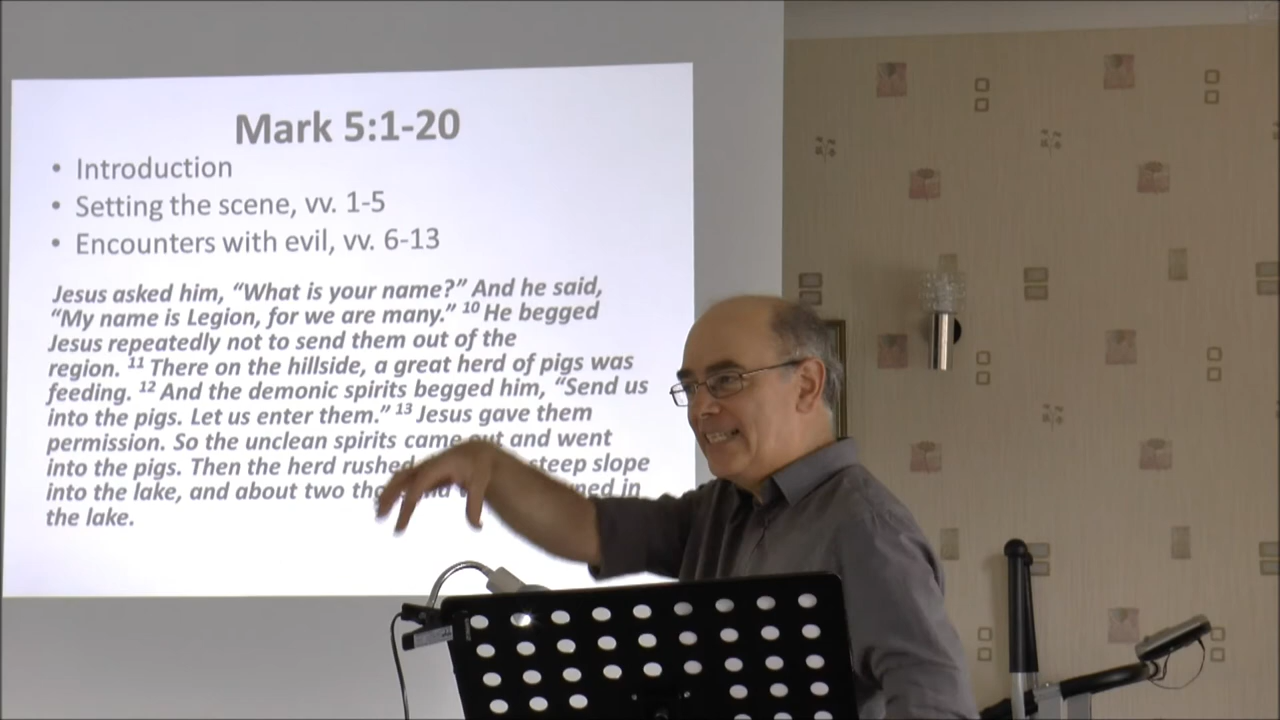 Mark 5:1-20
• Introduction
• Setting the scene, vv. 1-5
• Encounters with evil, vv. 6-13
Jesus asked him, “What is your name?” And he said,
“My name is Legion, for we are many.” 10 He begged
Jesus repeatedly not to send them out of the
region. 11 There on the hillside, a great herd of pigs was
feeding. 12 And the demonic spirits begged him, “Send us
into the pigs. Let us enter them.” 13 Jesus gave them
permission. So the unclean spirits came out and went
into the pigs. Then the herd rushed steep slope
into the lake, and about two in
the lake.